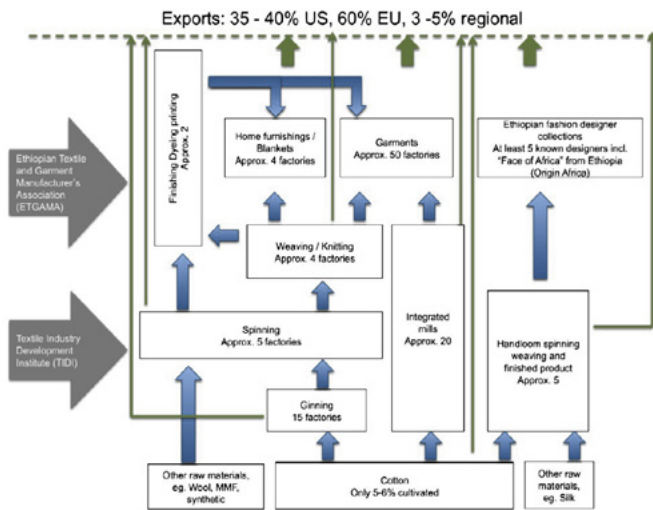 Exports: 35 - 40% US, 60% EU, 3 -5% regional
Finishing Dyeing printing
Approx. 2
Home furnishings /
Blankets
Approx. 4 factories
Garments
Approx. 50 factories
Ethiopian fashion designer
collections
At least 5 known designers incl.
"Face of Africa" from Ethiopia
(Origin Africa)
Ethiopian Textile
and Garment
Manufacturer's
Association
(ETGAMA)
Weaving / Knitting
Approx. 4 factories
Textile Industry
Development
Institute (TIDI)
Spinning
Approx. 5 factories
Integrated
mills
Approx. 20
Handloom spinning
weaving and
finished product
Approx. 5
Ginning
15 factories
Other raw materials,
eg. Wool, MMF,
synthetic
Cotton
Only 5-6% cultivated
Other raw
materials,
eg. Silk